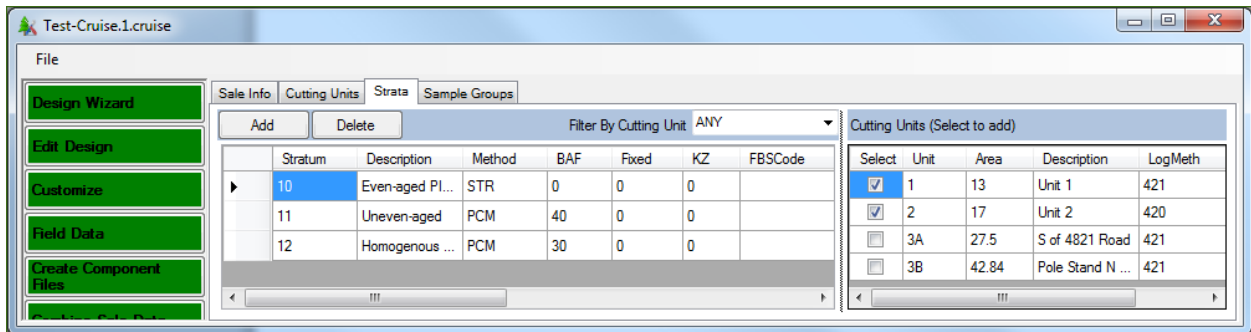 Test-Cruise.1.cruise
File
Design Wizard
Edit Design
Customize
Field Data
Create Component
Files
Combine Sale Data
Sale Info Cutting Units Strata Sample Groups
Add Delete Filter By Cutting Unit ANY
Stratum Description Method BAF Fixed KZ FBSCode
10 Even-aged Pl... STR 0 0 0
11 Uneven-aged PCM 40 0 0
12 Homogenous ... PCM 30 0 0
Cutting Units (Select to add)
Select Unit Area Description LogMeth
1 13 Unit 1 421
2 17 Unit 2 420
3A 27.5 S of 4821 Road 421
3B 42.84 Pole Stand N ... 421